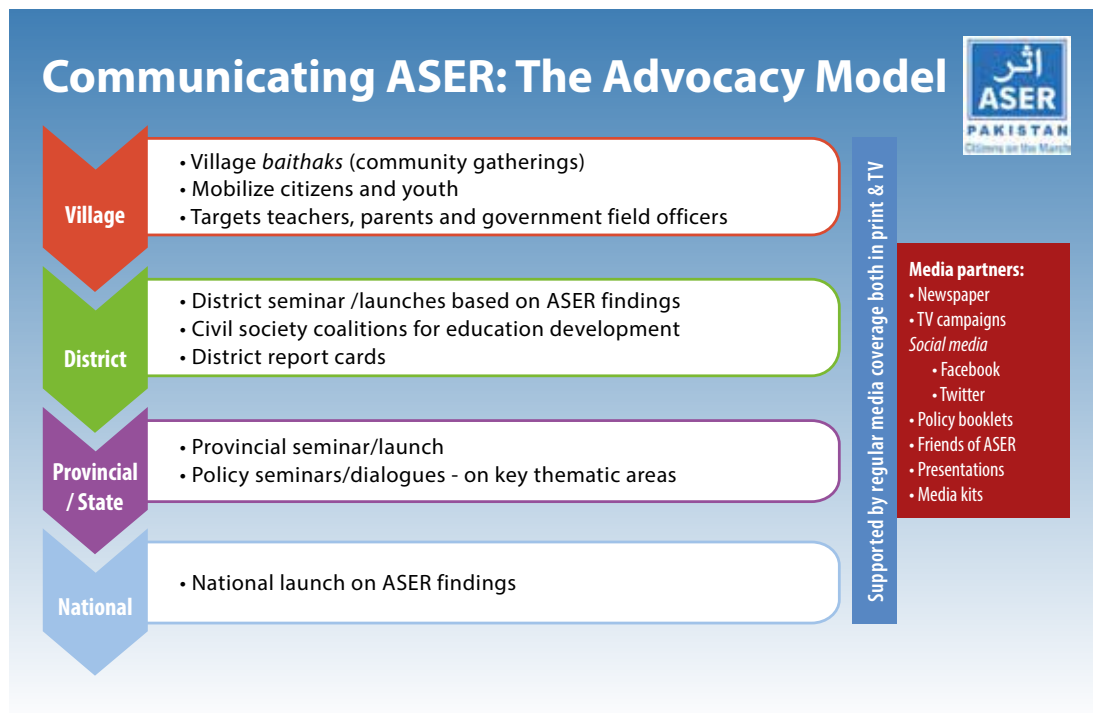 Communicating ASER: The Advocacy Model
اثر
ASER
PAKISTAN
Citizens on the March
Village
• Village baithaks (community gatherings)
• Mobilize citizens and youth
• Targets teachers, parents and government field officers
District
• District seminar /launches based on ASER findings
• Civil society coalitions for education development
• District report cards
Provincial
/ State
• Provincial seminar/launch
• Policy seminars/dialogues - on key thematic areas
National
• National launch on ASER findings
Supported by regular media coverage both in print & TV
Media partners:
• Newspaper
• TV campaigns
Social media
• Facebook
• Twitter
• Policy booklets
• Friends of ASER
• Presentations
• Media kits